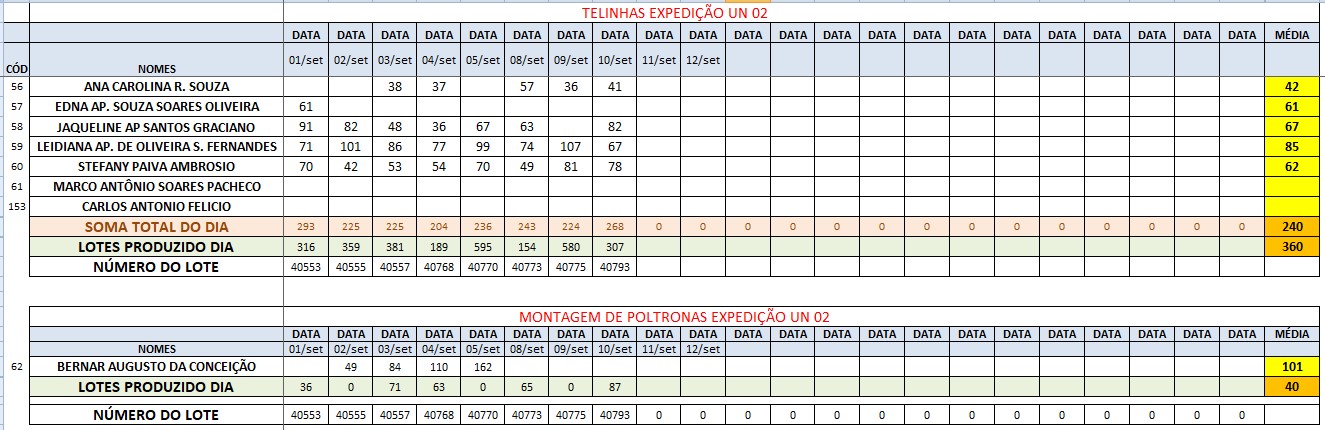 TELINHAS EXPEDIÇÃO UN 02
DATA DATA DATA DATA DATA DATA DATA DATA DATA DATA DATA DATA DATA DATA DATA DATA DATA DATA DATA DATA DATA DATA MÉDIA
CÓD NOMES 01/set 02/set 03/set 04/set 05/set 08/set 09/set 10/set 11/set 12/set
56 ANA CAROLINA R. SOUZA 38 37 57 36 41 42
57 EDNA AP. SOUZA SOARES OLIVEIRA 61 61
58 JAQUELINE AP SANTOS GRACIANO 91 82 48 36 67 63 82 67
59 LEIDIANA AP. DE OLIVEIRA S. FERNANDES 71 101 86 77 99 74 107 67 85
60 STEFANY PAIVA AMBROSIO 70 42 53 54 70 49 81 78 62
61 MARCO ANTÔNIO SOARES PACHECO
153 CARLOS ANTONIO FELICIO
SOMA TOTAL DO DIA 293 225 225 204 236 243 224 268 0 0 0 0 0 0 0 0 0 0 0 0 0 0 240
LOTES PRODUZIDO DIA 316 359 381 189 595 154 580 307 360
NÚMERO DO LOTE 40553 40555 40557 40768 40770 40773 40775 40793
MONTAGEM DE POLTRONAS EXPEDIÇÃO UN 02
DATA DATA DATA DATA DATA DATA DATA DATA DATA DATA DATA DATA DATA DATA DATA DATA DATA DATA DATA DATA DATA DATA MÉDIA
NOMES 01/set 02/set 03/set 04/set 05/set 08/set 09/set 10/set 11/set 12/set
62 BERNAR AUGUSTO DA CONCEIÇÃO 49 84 110 162 101
LOTES PRODUZIDO DIA 36 0 71 63 0 65 0 87 40
NÚMERO DO LOTE 40553 40555 40557 40768 40770 40773 40775 40793 0 0 0 0 0 0 0 0 0 0 0 0 0 0